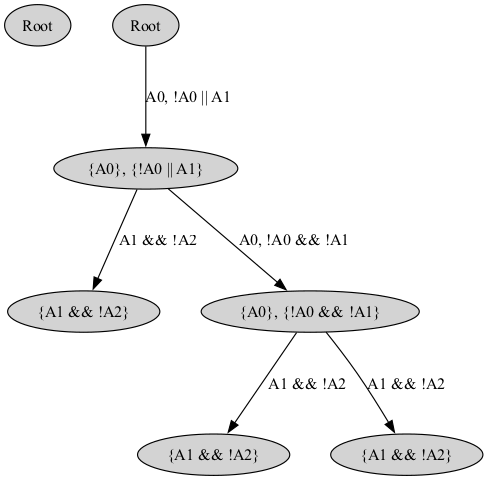 Root
Root
A0, !A0 || A1
{A0}, {!A0 || A1}
A1 && !A2
A0, !A0 && !A1
{A1 && !A2}
{A0}, {!A0 && !A1}
A1 && !A2
A1 && !A2
{A1 && !A2}
{A1 && !A2}